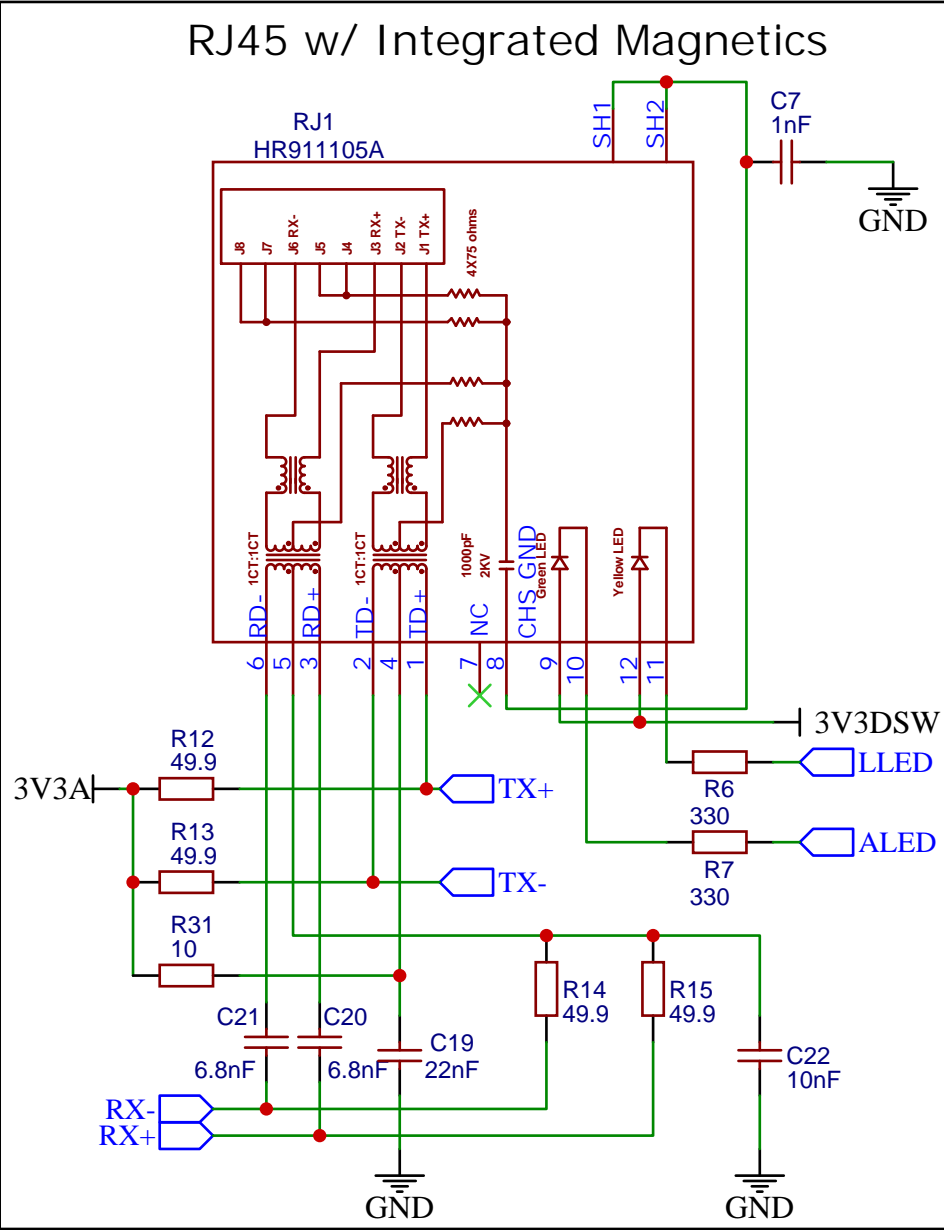 RJ45 w/ Integrated Magnetics
RJ1
HR911105A
SH1
SH2
C7
1nF
GND
J8
J7
J6 RX-
J5
J4
J3 RX+
J2 TX-
J1 TX+
4X75 ohms
1CT:1CT
1CT:1CT
1000pF
2KV
Green LED
Yellow LED
RD-
RD+
TD-
TD+
NC
CHS_GND
6
5
3
2
4
1
7
8
9
10
12
11
3V3DSW
R12
49.9
3V3A
TX+
R6
330
LLED
R13
49.9
TX-
R7
330
ALED
R31
10
R14
49.9
R15
49.9
C21
6.8nF
C20
6.8nF
C19
22nF
C22
10nF
RX-
RX+
GND
GND